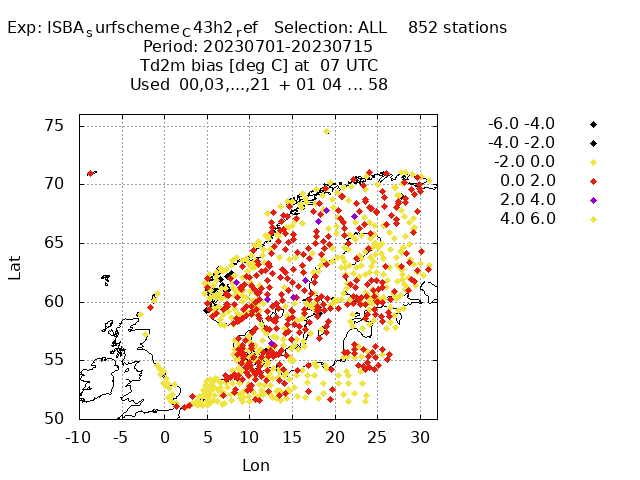 Exp: ISBAsurfschemeC43h2ref   Selection: ALL    852 stations
Period: 20230701-20230715
Td2m bias [deg C] at  07 UTC
Used  00,03,...,21  + 01 04 ... 58
-6.0 -4.0
-4.0 -2.0
-2.0 0.0
0.0 2.0
2.0 4.0
4.0 6.0
75
70
65
60
55
50
Lat
-10 -5 0 5 10 15 20 25 30
Lon